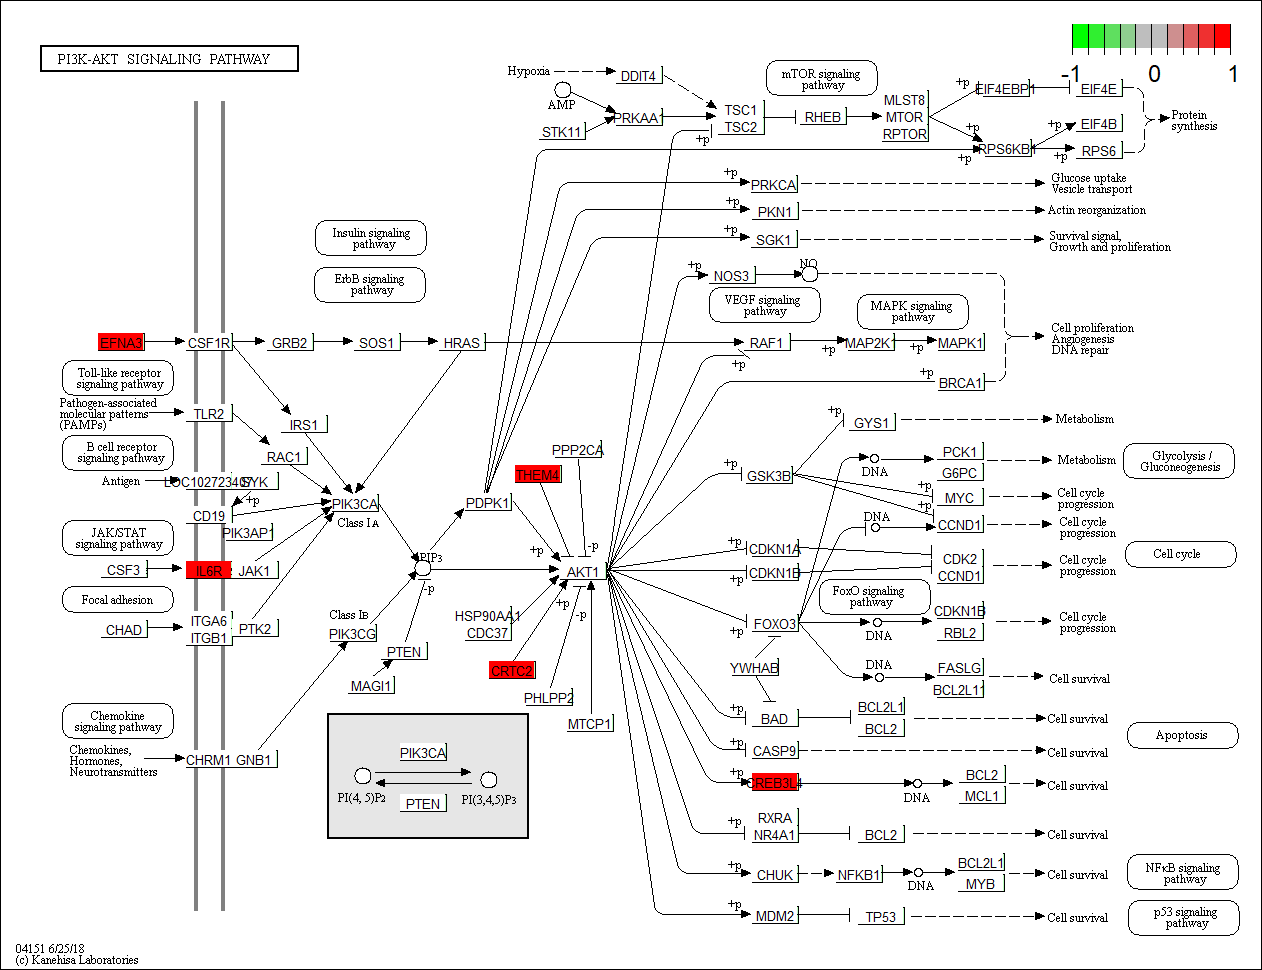 PI3K-AKT SIGNALING PATHWAY
-1 0 1
Hypoxia
DDIT4
mTOR signaling
pathway
AMP
PRKAA1
STK11
TSC1
TSC2
+p
RHEB
MLST8
MTOR
RPTOR
+p
EIF4EBP1
EIF4E
+p
+p
RPS6KB1
+p
EIF4B
+p
RPS6
Protein
synthesis
+p
PRKCA
Glucose uptake
Vesicle transport
+p
PKN1
Actin reorganization
+p
SGK1
Survival signal,
Growth and proliferation
Insulin signaling
pathway
ErbB signaling
pathway
+p
NOS3
NO
VEGF signaling
pathway
MAPK signaling
pathway
EFNA3
CSF1R
GRB2
SOS1
HRAS
RAF1
+p
+p
MAP2K1
+p
MAPK1
Cell proliferation
Angiogenesis
DNA repair
+p
BRCA1
Toll-like receptor
signaling pathway
Pathogen-associated
molecular patterns
(PAMPs)
TLR2
IRS1
RAC1
B cell receptor
signaling pathway
Antigen
LOC102723407
SYK
+p
CD19
PIK3AP1
PIK3CA
Class IA
JAK/STAT
signaling pathway
CSF3
IL6R
JAK1
Focal adhesion
CHAD
ITGA6
ITGB1
PTK2
PIP3
-p
Class IB
PIK3CG
PTEN
MAGI1
Chemokine
signaling pathway
Chemokines,
Hormones,
Neurotransmitters
CHRM1
GNB1
PDPK1
THEM4
PPP2CA
+p
-p
AKT1
HSP90AA1
CDC37
+p
-p
CRTC2
PHLPP2
MTCP1
PIK3CA
PI(4, 5)P2
PI(3,4,5)P3
PTEN
+p
GYS1
Metabolism
+p
GSK3B
DNA
PCK1
G6PC
Metabolism
Glycolysis /
Gluconeogenesis
+p
MYC
Cell cycle
progression
+p
DNA
CCND1
Cell cycle
progression
+p
CDKN1A
+p
CDKN1B
CDK2
CCND1
Cell cycle
progression
Cell cycle
FoxO signaling
pathway
+p
FOXO3
DNA
CDKN1B
RBL2
Cell cycle
progression
YWHAB
DNA
FASLG
BCL2L11
Cell survival
+p
BAD
BCL2L1
BCL2
Cell survival
Apoptosis
+p
CASP9
Cell survival
+p
CREB3L4
DNA
BCL2
MCL1
Cell survival
+p
RXRA
NR4A1
BCL2
Cell survival
+p
CHUK
NFKB1
DNA
BCL2L1
MYB
Cell survival
NFκB signaling
pathway
+p
MDM2
TP53
Cell survival
p53 signaling
pathway
04151 6/25/18
(c) Kanehisa Laboratories